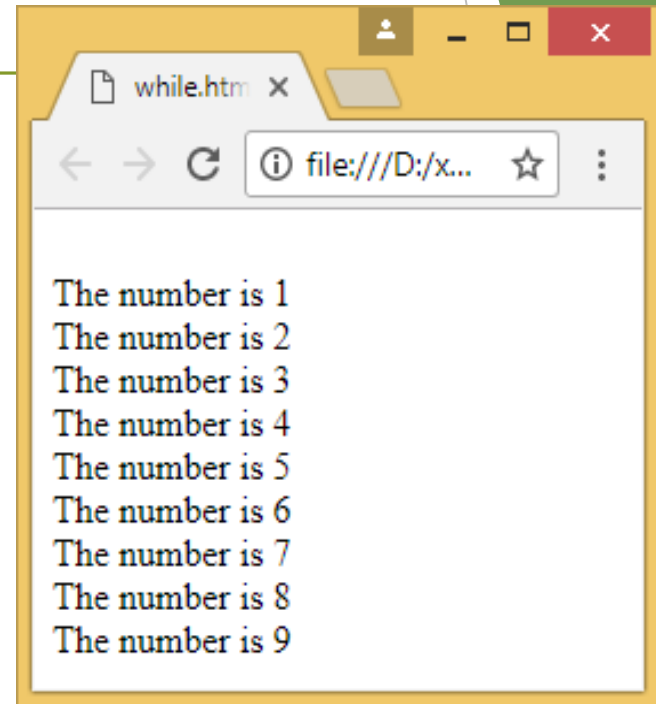 while.htm
file:///D:/x...
The number is 1
The number is 2
The number is 3
The number is 4
The number is 5
The number is 6
The number is 7
The number is 8
The number is 9